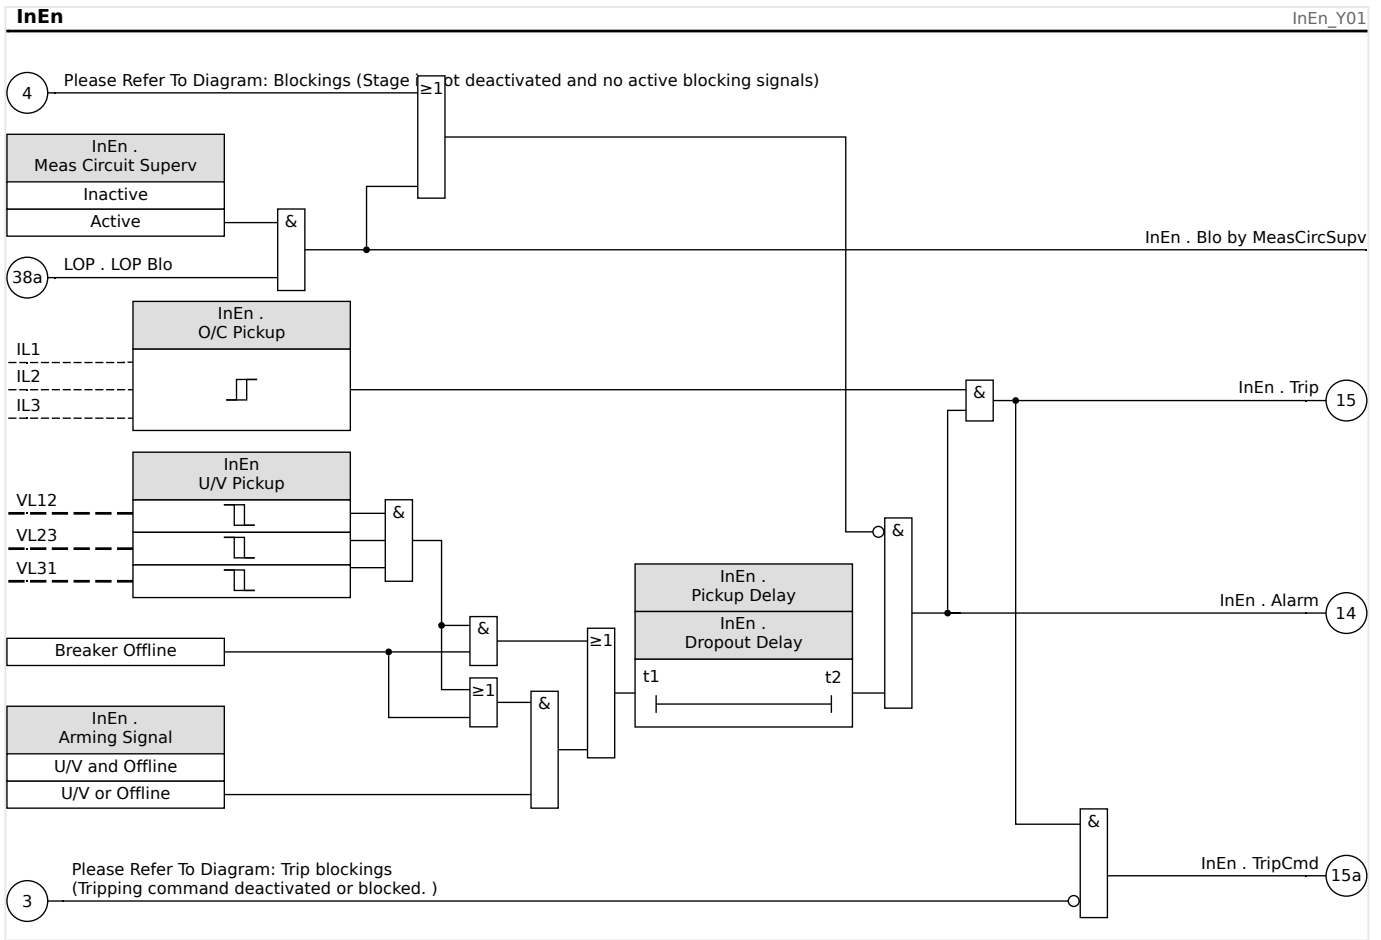 InEn
InEn_Y01
4
Please Refer To Diagram: Blockings (Stage ot deactivated and no active blocking signals)
≥1
InEn .
Meas Circuit Superv
Inactive
Active
&
InEn . Blo by MeasCircSupv
38a
LOP . LOP Blo
InEn .
O/C Pickup
IL1
IL2
IL3
&
InEn . Trip
15
InEn
U/V Pickup
VL12
VL23
VL31
&
&
InEn .
Pickup Delay
InEn .
Dropout Delay
t1
t2
InEn . Alarm
14
Breaker Offline
&
≥1
≥1
&
InEn .
Arming Signal
U/V and Offline
U/V or Offline
&
InEn . TripCmd
15a
Please Refer To Diagram: Trip blockings
(Tripping command deactivated or blocked. )
3